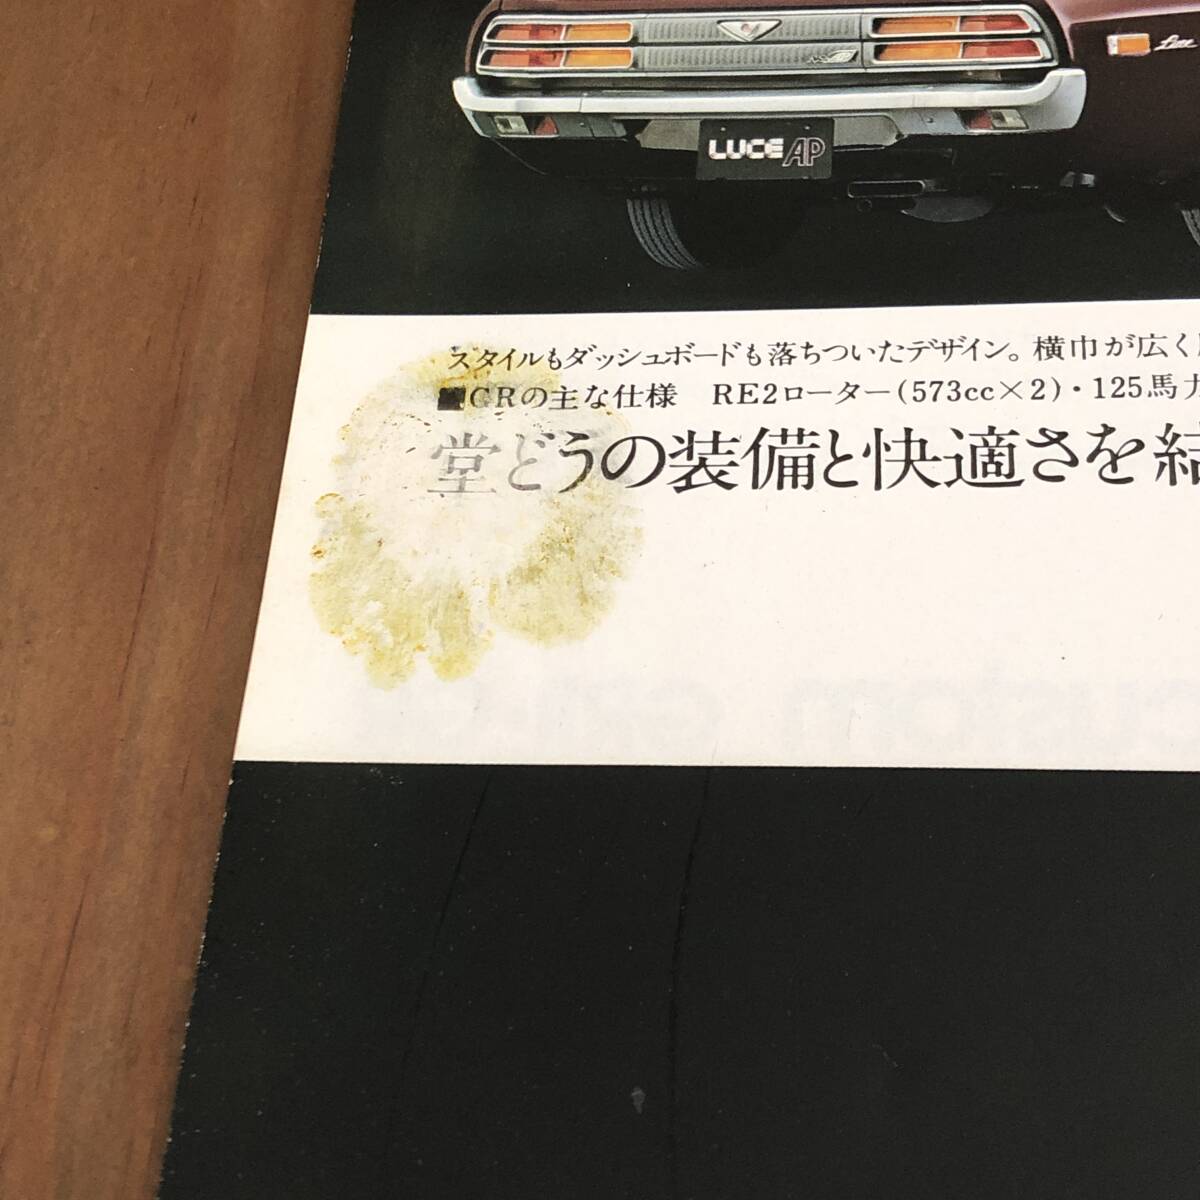 Luce
LUCE AP
スタイルもダッシュボードも落ちついたデザイン。横巾が広く
■GRの主な仕様 RE2ローター(573cc×2)・125馬力
堂どうの装備と快適さを結
custom